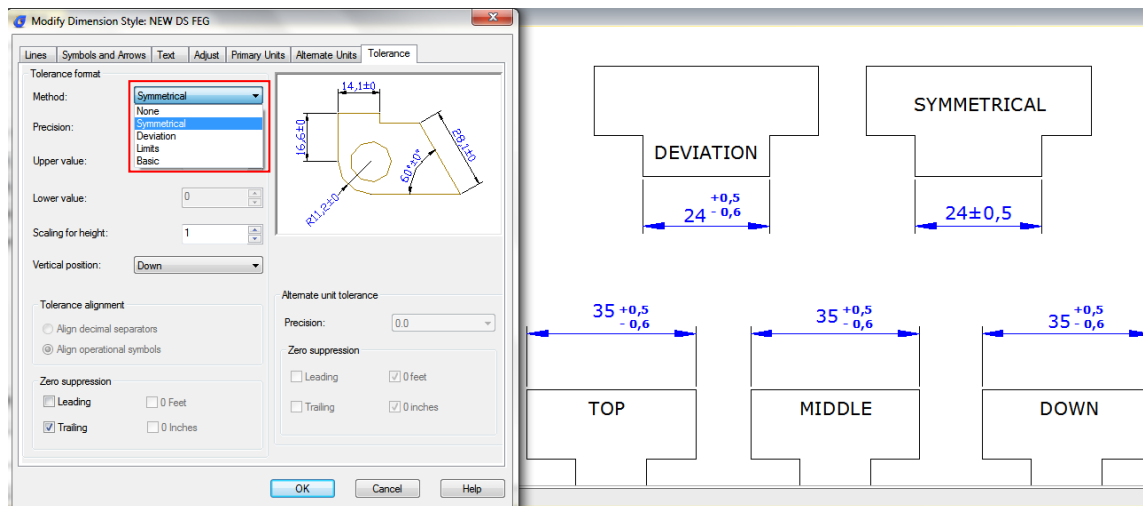 Modify Dimension Style: NEW DS FEG
Lines Symbols and Arrows Text Adjust Primary Units Alternate Units Tolerance
Tolerance format
Method: Symmetrical
None
Symmetrical
Deviation
Limits
Basic
Precision:
Upper value:
Lower value: 0
Scaling for height: 1
Vertical position: Down
Tolerance alignment
Align decimal separators
Align operational symbols
Zero suppression
Leading 0 Feet
Trailing 0 Inches
14,1±0
16,6±0
28,1±0
60°±0°
R11,2±0
Alternate unit tolerance
Precision: 0.0
Zero suppression
Leading 0 feet
Trailing 0 inches
OK Cancel Help
DEVIATION
24 +0,5
- 0,6
SYMMETRICAL
24±0,5
35 +0,5
- 0,6
TOP
35 +0,5
- 0,6
MIDDLE
35 +0,5
- 0,6
DOWN